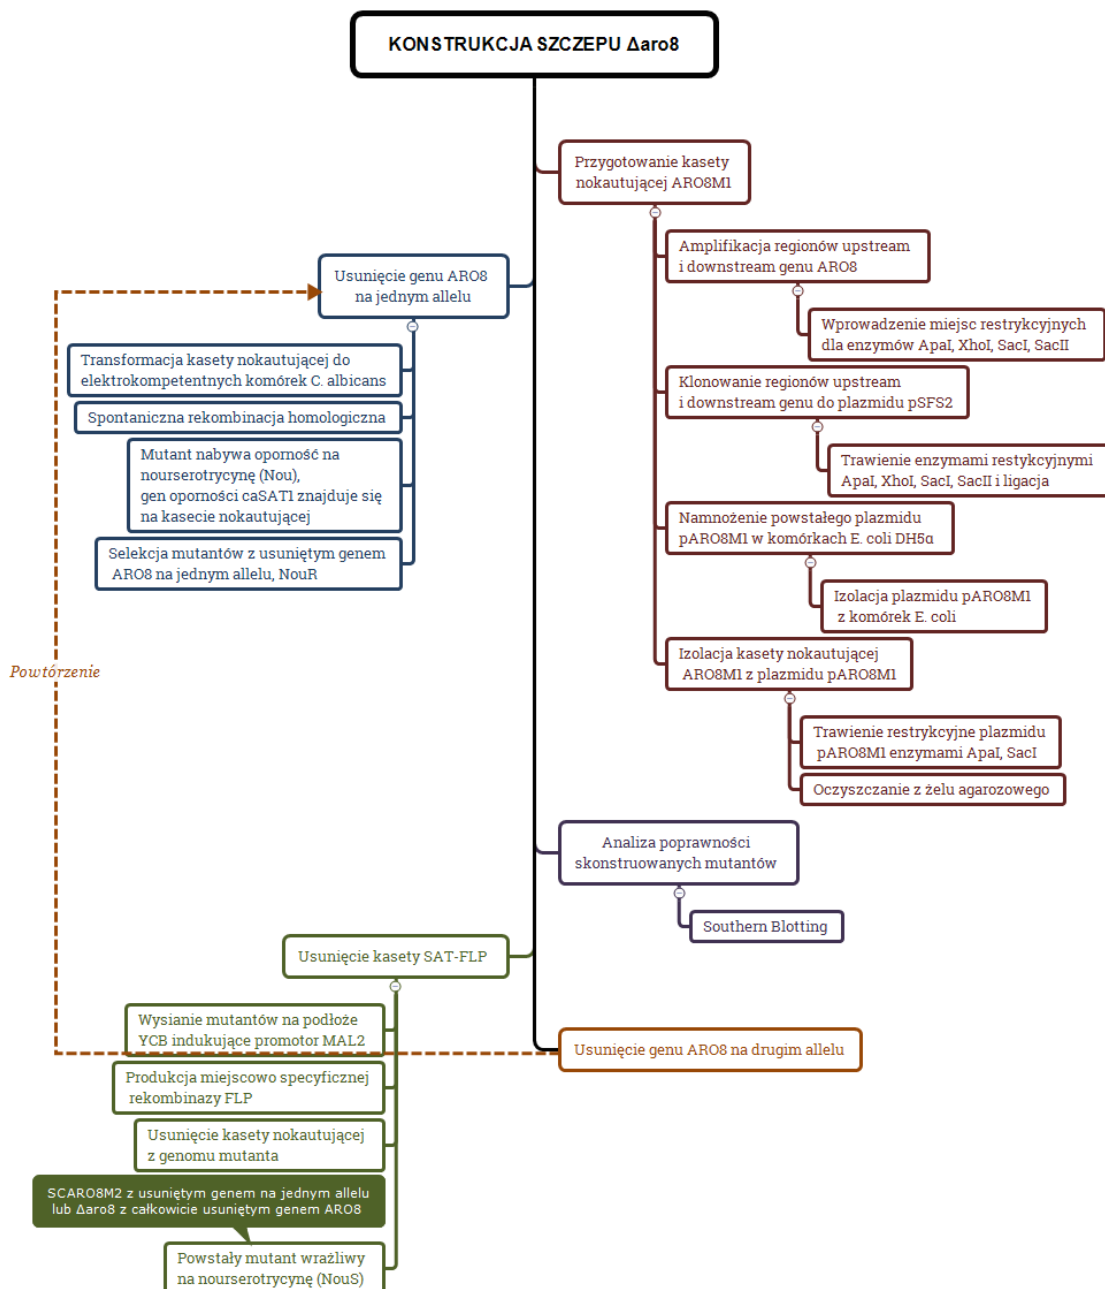 KONSTRUKCJA SZCZEPU Δaro8
Przygotowanie kasety
nokautującej ARO8M1
Amplifikacja regionów upstream
i downstream genu ARO8
Wprowadzenie miejsc restrykcyjnych
dla enzymów ApaI, XhoI, SacI, SacII
Klonowanie regionów upstream
i downstream genu do plazmidu pSFS2
Trawienie enzymami restykcyjnymi
ApaI, XhoI, SacI, SacII i ligacja
Namnożenie powstałego plazmidu
pARO8M1 w komórkach E. coli DH5α
Izolacja plazmidu pARO8M1
z komórek E. coli
Izolacja kasety nokautującej
ARO8M1 z plazmidu pARO8M1
Trawienie restrykcyjne plazmidu
pARO8M1 enzymami ApaI, SacI
Oczyszczanie z żelu agarozowego
Usunięcie genu ARO8
na jednym allelu
Transformacja kasety nokautującej do
elektrokompetentnych komórek C. albicans
Spontaniczna rekombinacja homologiczna
Mutant nabywa oporność na
nourserotrycynę (Nou),
gen oporności caSAT1 znajduje się
na kasecie nokautującej
Selekcja mutantów z usuniętym genem
ARO8 na jednym allelu, NouR
Powtórzenie
Analiza poprawności
skonstruowanych mutantów
Southern Blotting
Usunięcie kasety SAT-FLP
Wysianie mutantów na podłoże
YCB indukujące promotor MAL2
Produkcja miejscowo specyficznej
rekombinazy FLP
Usunięcie kasety nokautującej
z genomu mutanta
SCARO8M2 z usuniętym genem na jednym allelu
lub Δaro8 z całkowicie usuniętym genem ARO8
Powstały mutant wrażliwy
na nourserotrycynę (NouS)
Usunięcie genu ARO8 na drugim allelu